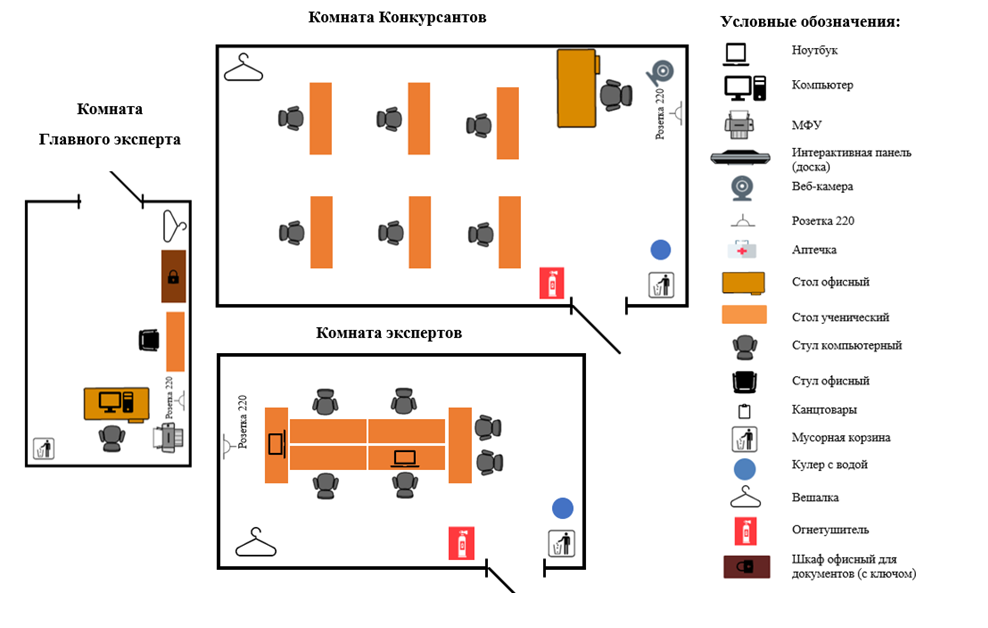 Комната Конкурсантов
Условные обозначения:
Ноутбук
Компьютер
МФУ
Интерактивная панель
(доска)
Веб-камера
Розетка 220
Аптечка
Стол офисный
Стол ученический
Стул компьютерный
Стул офисный
Канцтовары
Мусорная корзина
Кулер с водой
Вешалка
Огнетушитель
Шкаф офисный для
документов (с ключом)
Розетка 220
Комната
Главного эксперта
Розетка 220
Комната экспертов
Розетка 220